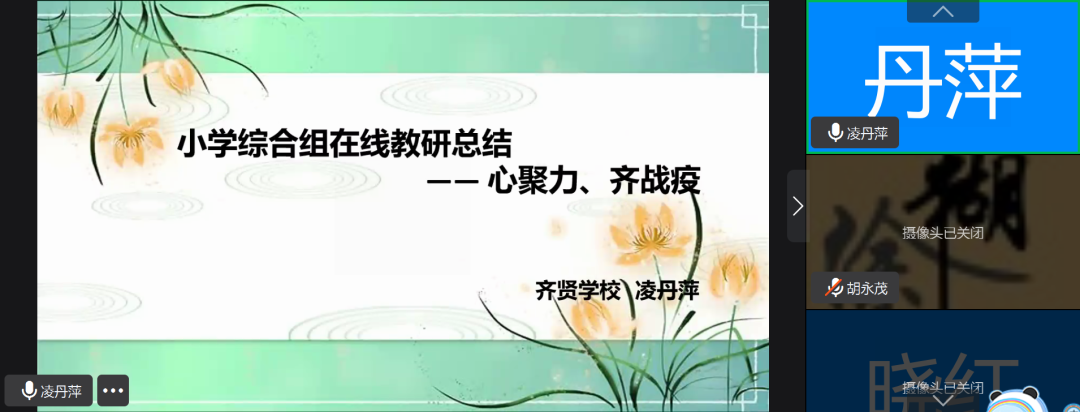 小学综合组在线教研总结
—— 心聚力、齐战疫
齐贤学校 凌丹萍
凌丹萍
丹萍
凌丹萍
摄像头已关闭
胡永茂
晓红
摄像头已关闭